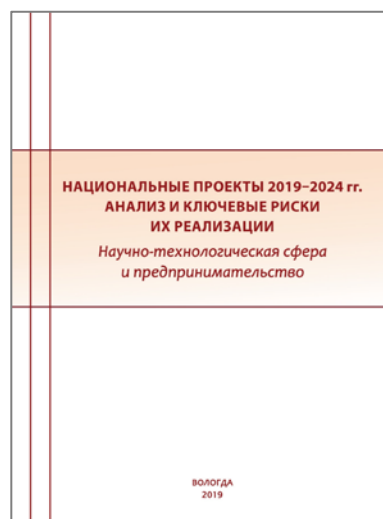 НАЦИОНАЛЬНЫЕ ПРОЕКТЫ 2019–2024 гг.
АНАЛИЗ И КЛЮЧЕВЫЕ РИСКИ
ИХ РЕАЛИЗАЦИИ
Научно-технологическая сфера
и предпринимательство
ВОЛОГДА
2019